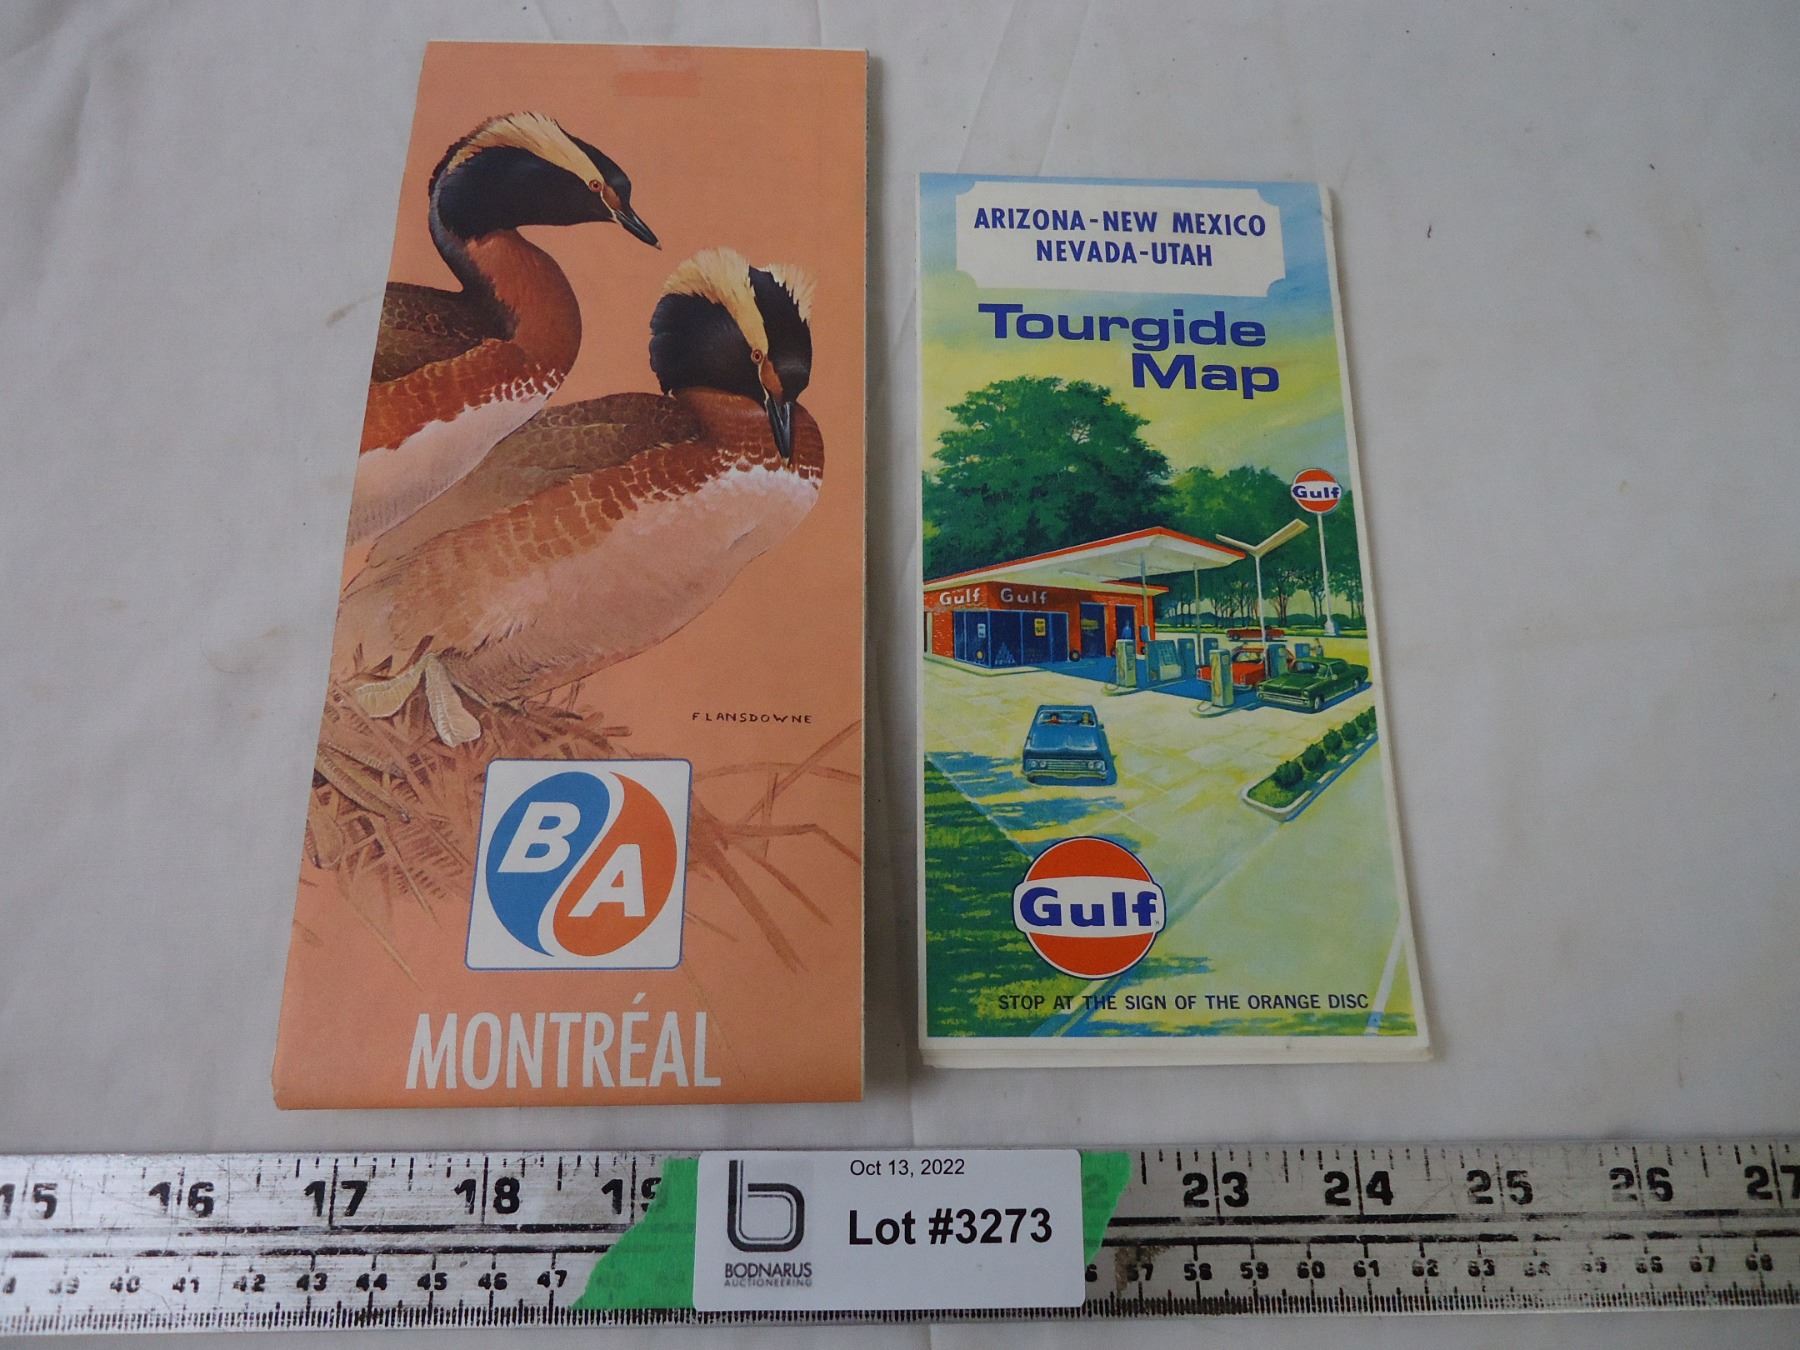 F LANSDOWNE
BA
MONTRÉAL
ARIZONA-NEW MEXICO
NEVADA-UTAH
Tourgide
Map
Gulf
Gulf Gulf
Gulf
STOP AT THE SIGN OF THE ORANGE DISC
15 16 17 18 19 23 24 25 26 27
39 40 41 42 43 44 45 46 47 57 58 59 60 61 62 63 64 65 66 67 68
Oct 13, 2022
Lot #3273
b
BODNARUS
AUCTIONEERING